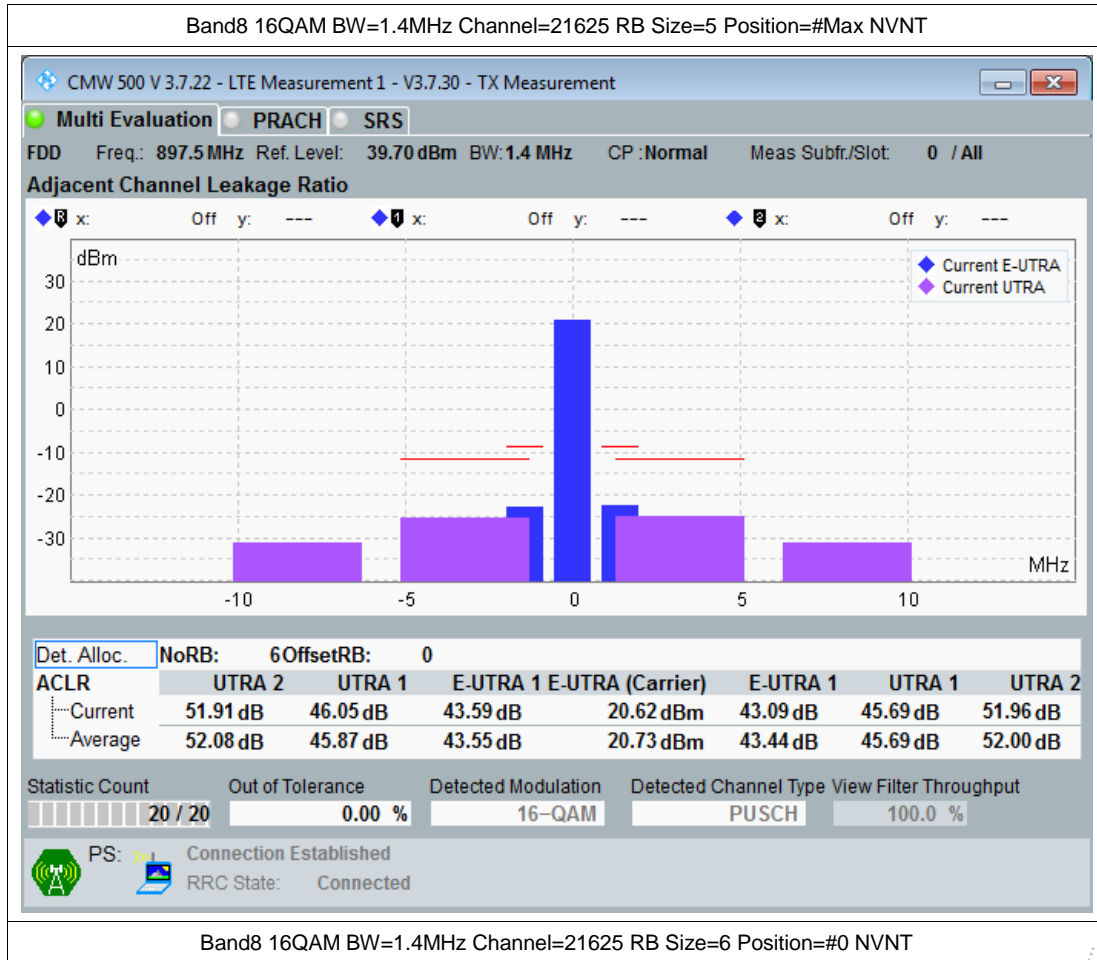 Band8 16QAM BW=1.4MHz Channel=21625 RB Size=5 Position=#Max NVNT
CMW 500 V 3.7.22 - LTE Measurement 1 - V3.7.30 - TX Measurement
Multi Evaluation PRACH SRS
FDD Freq.: 897.5 MHz Ref. Level: 39.70 dBm BW: 1.4 MHz CP : Normal Meas Subfr./Slot: 0 / All
Adjacent Channel Leakage Ratio
R x: Off y: --- 1 x: Off y: --- 2 x: Off y: ---
dBm
Current E-UTRA
Current UTRA
30
20
10
0
-10
-20
-30
MHz
-10 -5 0 5 10
Det. Alloc. NoRB: 6 OffsetRB: 0
ACLR UTRA 2 UTRA 1 E-UTRA 1 E-UTRA (Carrier) E-UTRA 1 UTRA 1 UTRA 2
Current 51.91 dB 46.05 dB 43.59 dB 20.62 dBm 43.09 dB 45.69 dB 51.96 dB
Average 52.08 dB 45.87 dB 43.55 dB 20.73 dBm 43.44 dB 45.69 dB 52.00 dB
Statistic Count Out of Tolerance Detected Modulation Detected Channel Type View Filter Throughput
20 / 20 0.00 % 16-QAM PUSCH 100.0 %
PS: Connection Established
RRC State: Connected
Band8 16QAM BW=1.4MHz Channel=21625 RB Size=6 Position=#0 NVNT